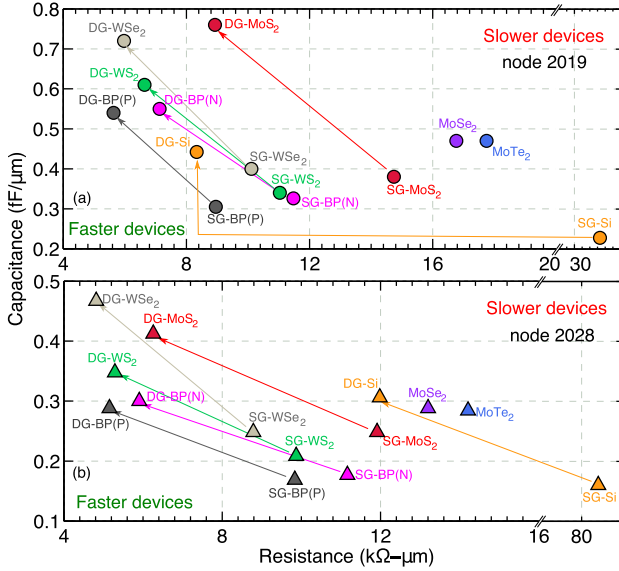 0.8
0.7
0.6
0.5
0.4
0.3
0.2
DG-WSe₂
DG-MoS₂
Slower devices
node 2019
DG-WS₂
DG-BP(N)
DG-BP(P)
DG-Si
MoSe₂
MoTe₂
SG-WSe₂
SG-WS₂
SG-MoS₂
SG-BP(N)
(a)
SG-BP(P)
SG-Si
Faster devices
4 8 12 16 20 30
Capacitance (fF/μm)
0.5
0.4
0.3
0.2
0.1
DG-WSe₂
Slower devices
DG-MoS₂
node 2028
DG-WS₂
DG-BP(N)
DG-Si
MoSe₂
MoTe₂
DG-BP(P)
SG-WSe₂
SG-WS₂
SG-MoS₂
SG-BP(N)
(b)
SG-BP(P)
SG-Si
Faster devices
4 8 12 16 80
Resistance (kΩ−μm)